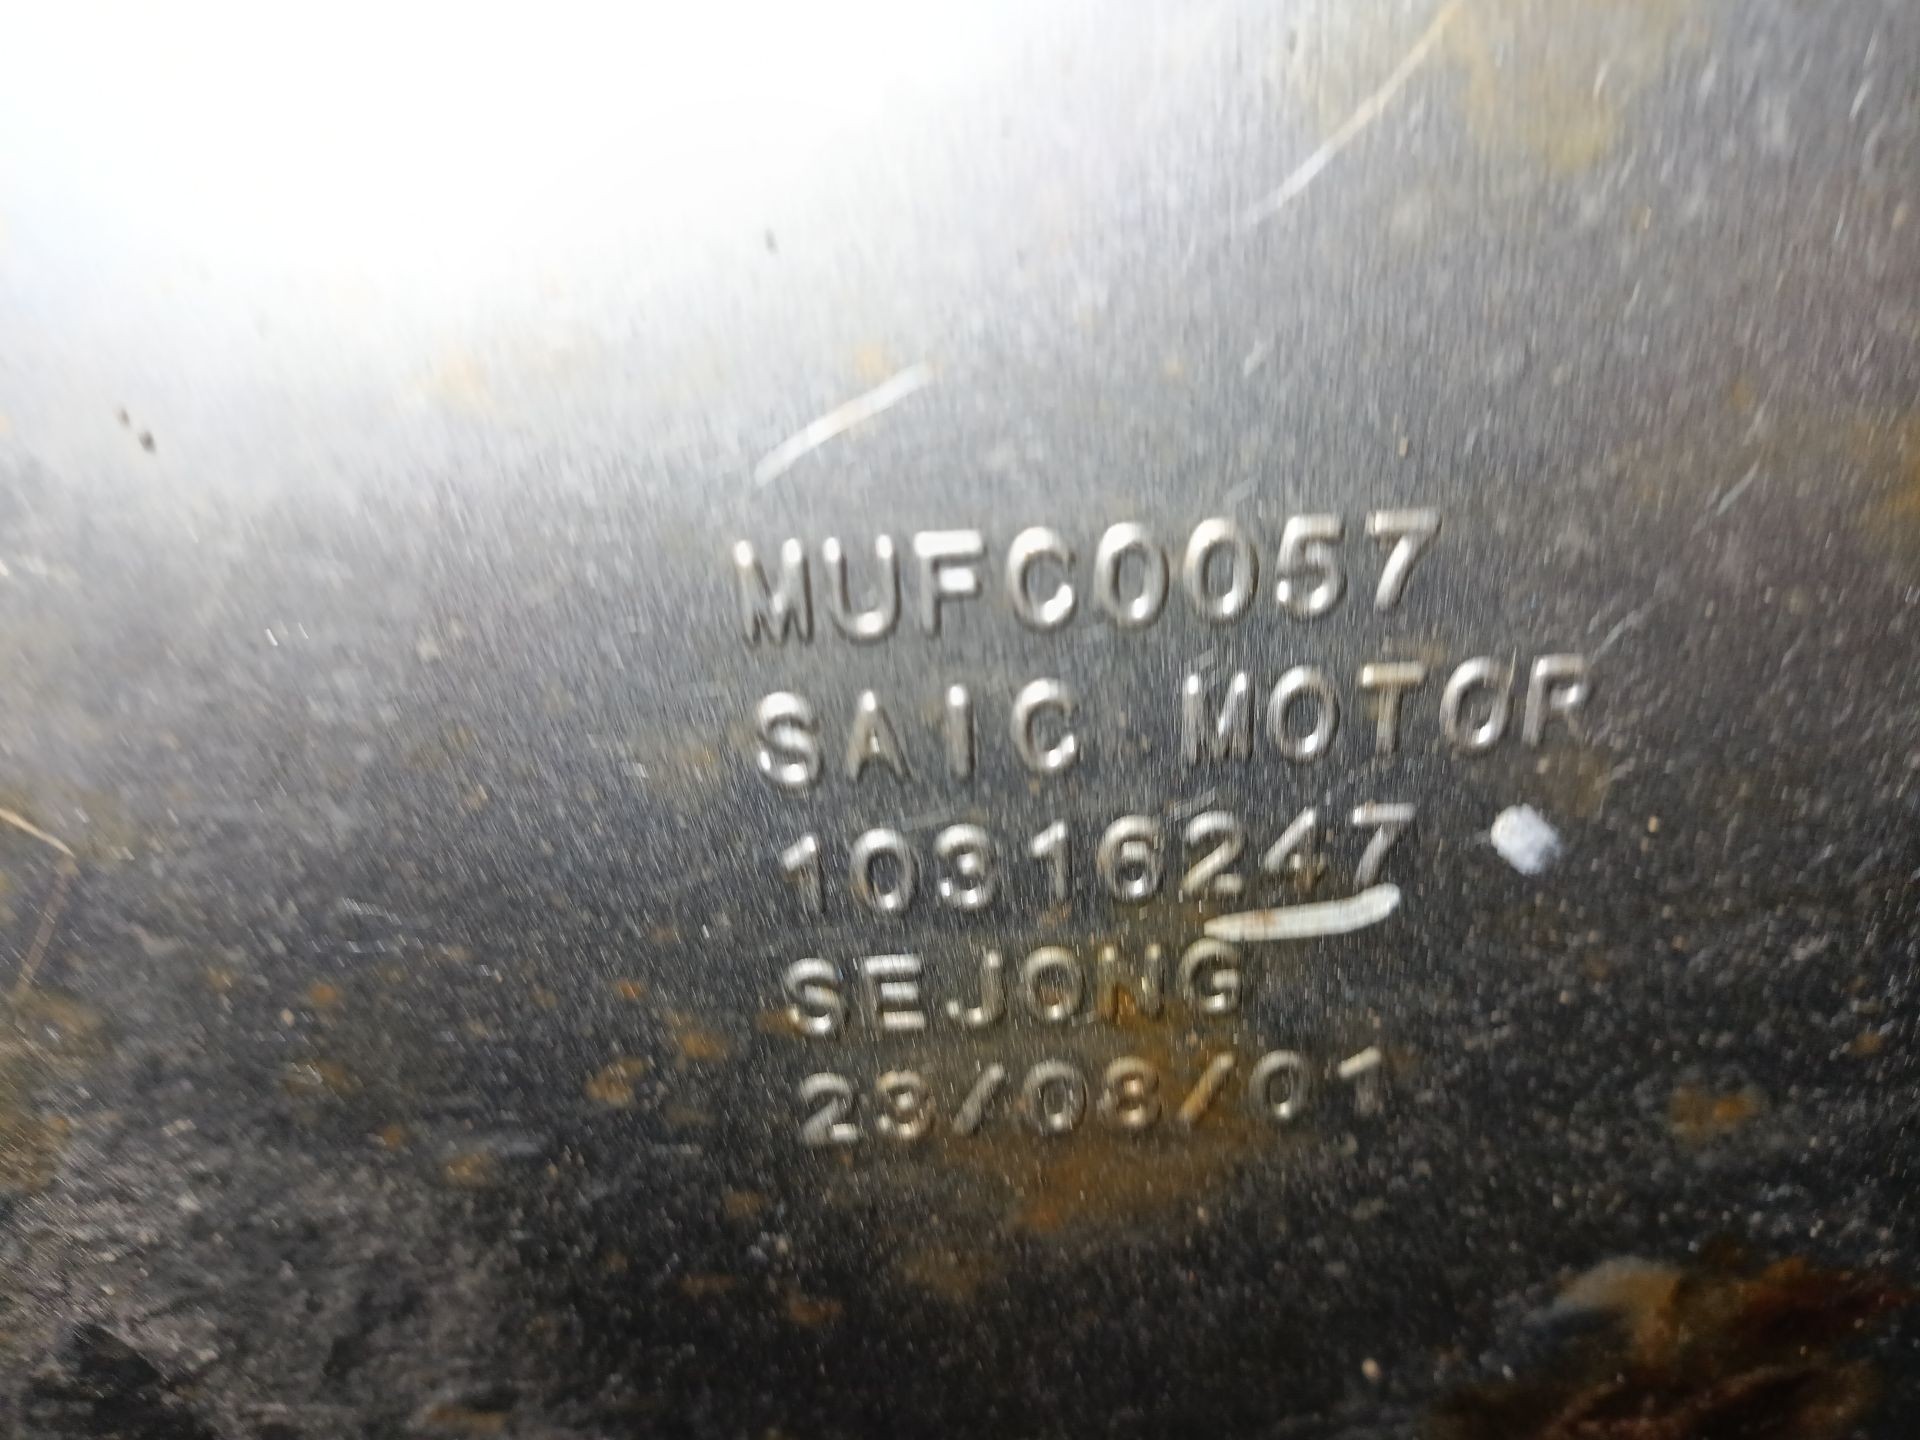 MUFC0057
SAIC MOTOR
10316247
SEJONG
23/08/01